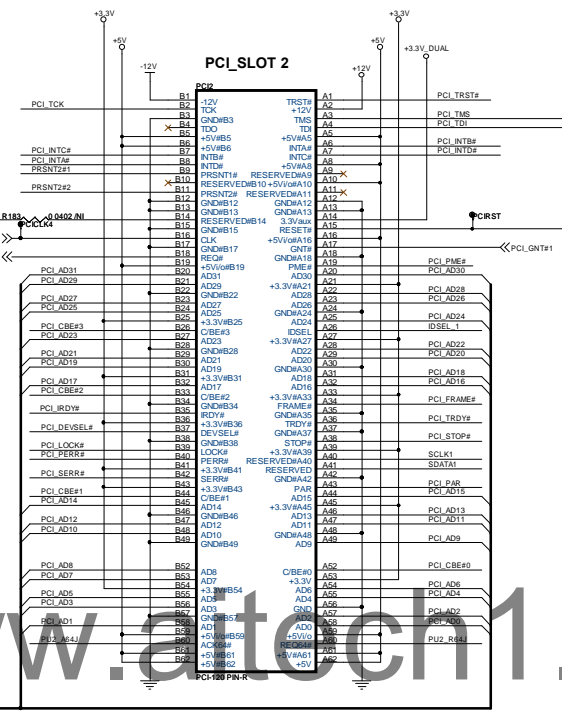 +3.3V +3.3V
+5V +5V
+3.3V_DUAL
PCI_SLOT 2
-12V +12V
PCI2
B1 -12V TRST# A1 PCI_TRST#
PCI_TCK B2 TCK +12V A2
B3 GND#B3 TMS A3 PCI_TMS
B4 TDO TDI A4 PCI_TDI
B5 +5V#B5 +5V#A5 A5
B6 +5V#B6 INTA# A6 PCI_INTB#
PCI_INTC# B7 INTB# INTC# A7 PCI_INTD#
PCI_INTA# B8 INTD# +5V#A8 A8
PRSNT2#1 B9 PRSNT1# RESERVED#A9 A9
B10 RESERVED#B10 +5Vi/o#A10 A10
PRSNT2#2 B11 PRSNT2# RESERVED#A11 A11
B12 GND#B12 GND#A12 A12
B13 GND#B13 GND#A13 A13
R183 0 0402 /NI B14 RESERVED#B14 3.3Vaux A14 PCIRST
PCICLK4 B15 GND#B15 RESET# A15
B16 CLK +5Vi/o#A16 A16
B17 GND#B17 GNT# A17 PCI_GNT#1
B18 REQ# GND#A18 A18
B19 +5Vi/o#B19 PME# A19 PCI_PME#
PCI_AD31 B20 AD31 AD30 A20 PCI_AD30
PCI_AD29 B21 AD29 +3.3V#A21 A21
B22 GND#B22 AD28 A22 PCI_AD28
PCI_AD27 B23 AD27 AD26 A23 PCI_AD26
PCI_AD25 B24 AD25 GND#A24 A24
B25 +3.3V#B25 AD24 A25 PCI_AD24
PCI_CBE#3 B26 C/BE#3 IDSEL A26 IDSEL_1
PCI_AD23 B27 AD23 +3.3V#A27 A27
B28 GND#B28 AD22 A28 PCI_AD22
PCI_AD21 B29 AD21 AD20 A29 PCI_AD20
PCI_AD19 B30 AD19 GND#A30 A30
B31 +3.3V#B31 AD18 A31 PCI_AD18
PCI_AD17 B32 AD17 AD16 A32 PCI_AD16
PCI_CBE#2 B33 C/BE#2 +3.3V#A33 A33
B34 GND#B34 FRAME# A34 PCI_FRAME#
PCI_IRDY# B35 IRDY# GND#A35 A35
B36 +3.3V#B36 TRDY# A36 PCI_TRDY#
PCI_DEVSEL# B37 DEVSEL# GND#A37 A37
B38 GND#B38 STOP# A38 PCI_STOP#
PCI_LOCK# B39 LOCK# +3.3V#A39 A39
PCI_PERR# B40 PERR# RESERVED#A40 A40 SCLK1
B41 +3.3V#B41 RESERVED A41 SDATA1
PCI_SERR# B42 SERR# GND#A42 A42
B43 +3.3V#B43 PAR A43 PCI_PAR
PCI_CBE#1 B44 C/BE#1 AD15 A44 PCI_AD15
PCI_AD14 B45 AD14 +3.3V#A45 A45
B46 GND#B46 AD13 A46 PCI_AD13
PCI_AD12 B47 AD12 AD11 A47 PCI_AD11
PCI_AD10 B48 AD10 GND#A48 A48
B49 GND#B49 AD9 A49 PCI_AD9
PCI_AD8 B52 AD8 C/BE#0 A52 PCI_CBE#0
PCI_AD7 B53 AD7 +3.3V A53
B54 +3.3V#B54 AD6 A54 PCI_AD6
PCI_AD5 B55 AD5 AD4 A55 PCI_AD4
PCI_AD3 B56 AD3 GND A56
B57 GND#B57 AD2 A57 PCI_AD2
PCI_AD1 B58 AD1 AD0 A58 PCI_AD0
B59 +5Vi/o#B59 +5Vi/o A59
PU2_A64J B60 ACK64# REQ64# A60 PU2_R64J
B61 +5V#B61 +5V#A61 A61
B62 +5V#B62 +5V A62
PCI-120 PIN-R
w.aitech1.